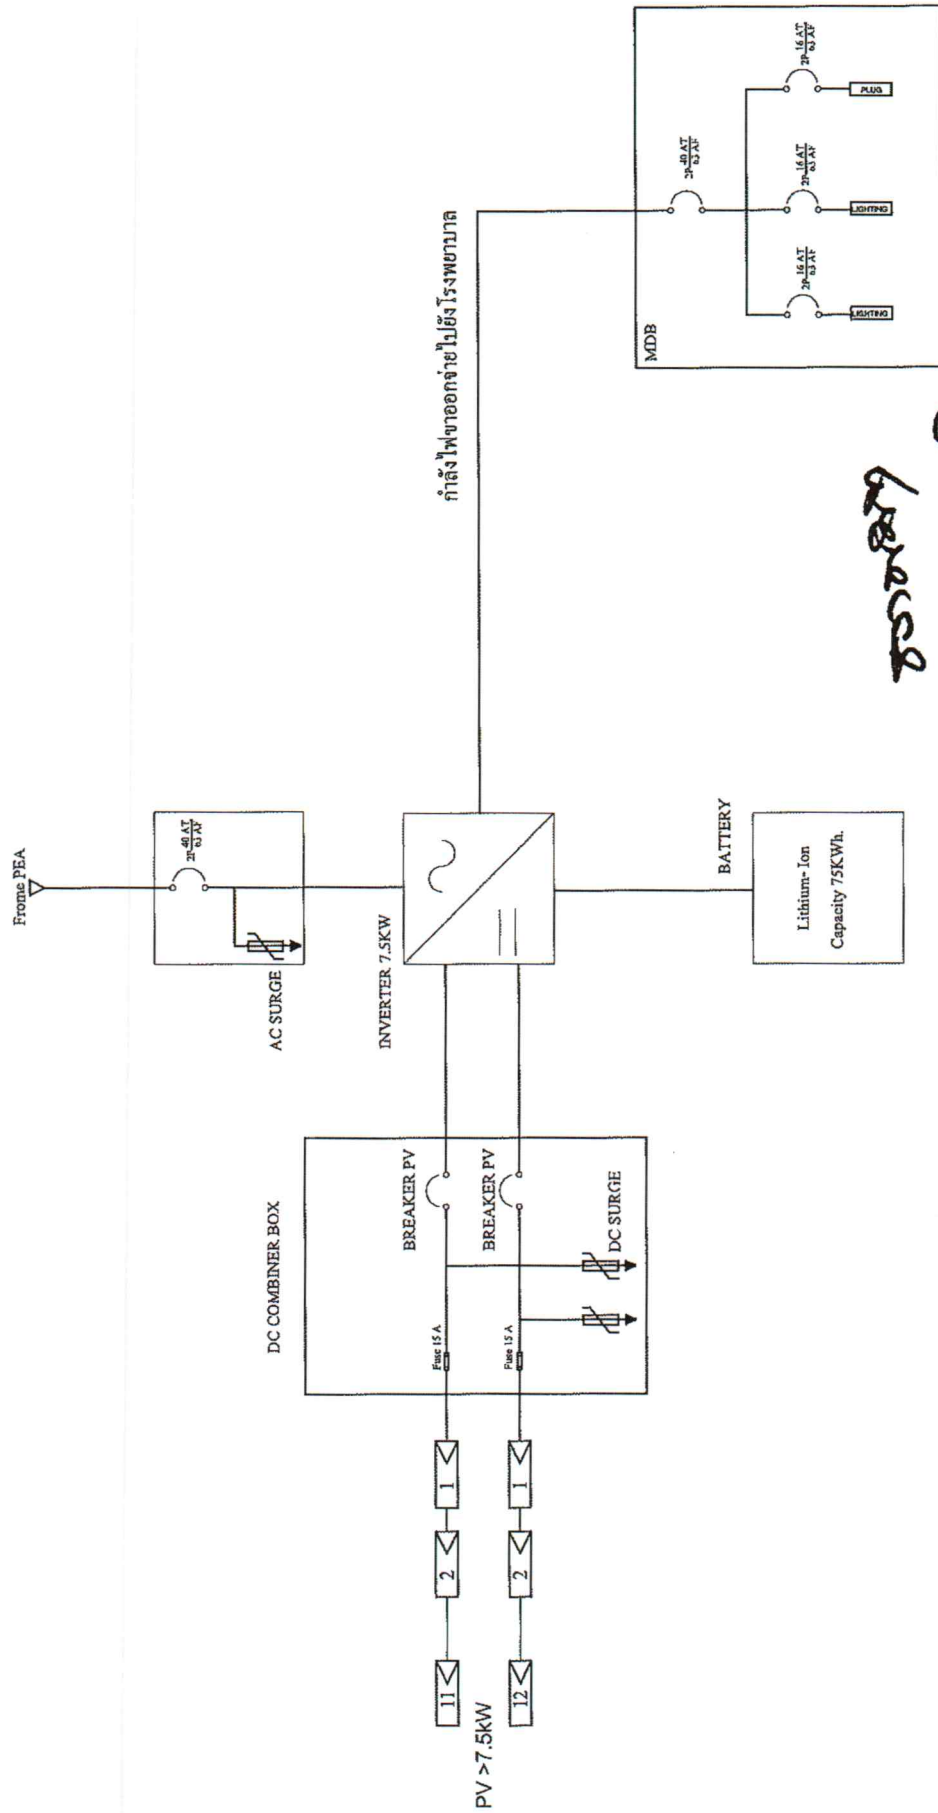 Frome PEA
2P 40 AT
63 AF
AC SURGE
INVERTER 7.5KW
กำลังไฟขาออกจ่ายไปยังโรงพยาบาล
MDB
2P 40 AT
63 AF
2P 16 AT
63 AF
2P 16 AT
63 AF
2P 16 AT
63 AF
LIGHTING
LIGHTING
PLUG
DC COMBINER BOX
BREAKER PV
BREAKER PV
Fuse 15 A
Fuse 15 A
DC SURGE
11 2 1
12 2 1
PV >7.5kW
BATTERY
Lithium- Ion
Capacity 75KWh.